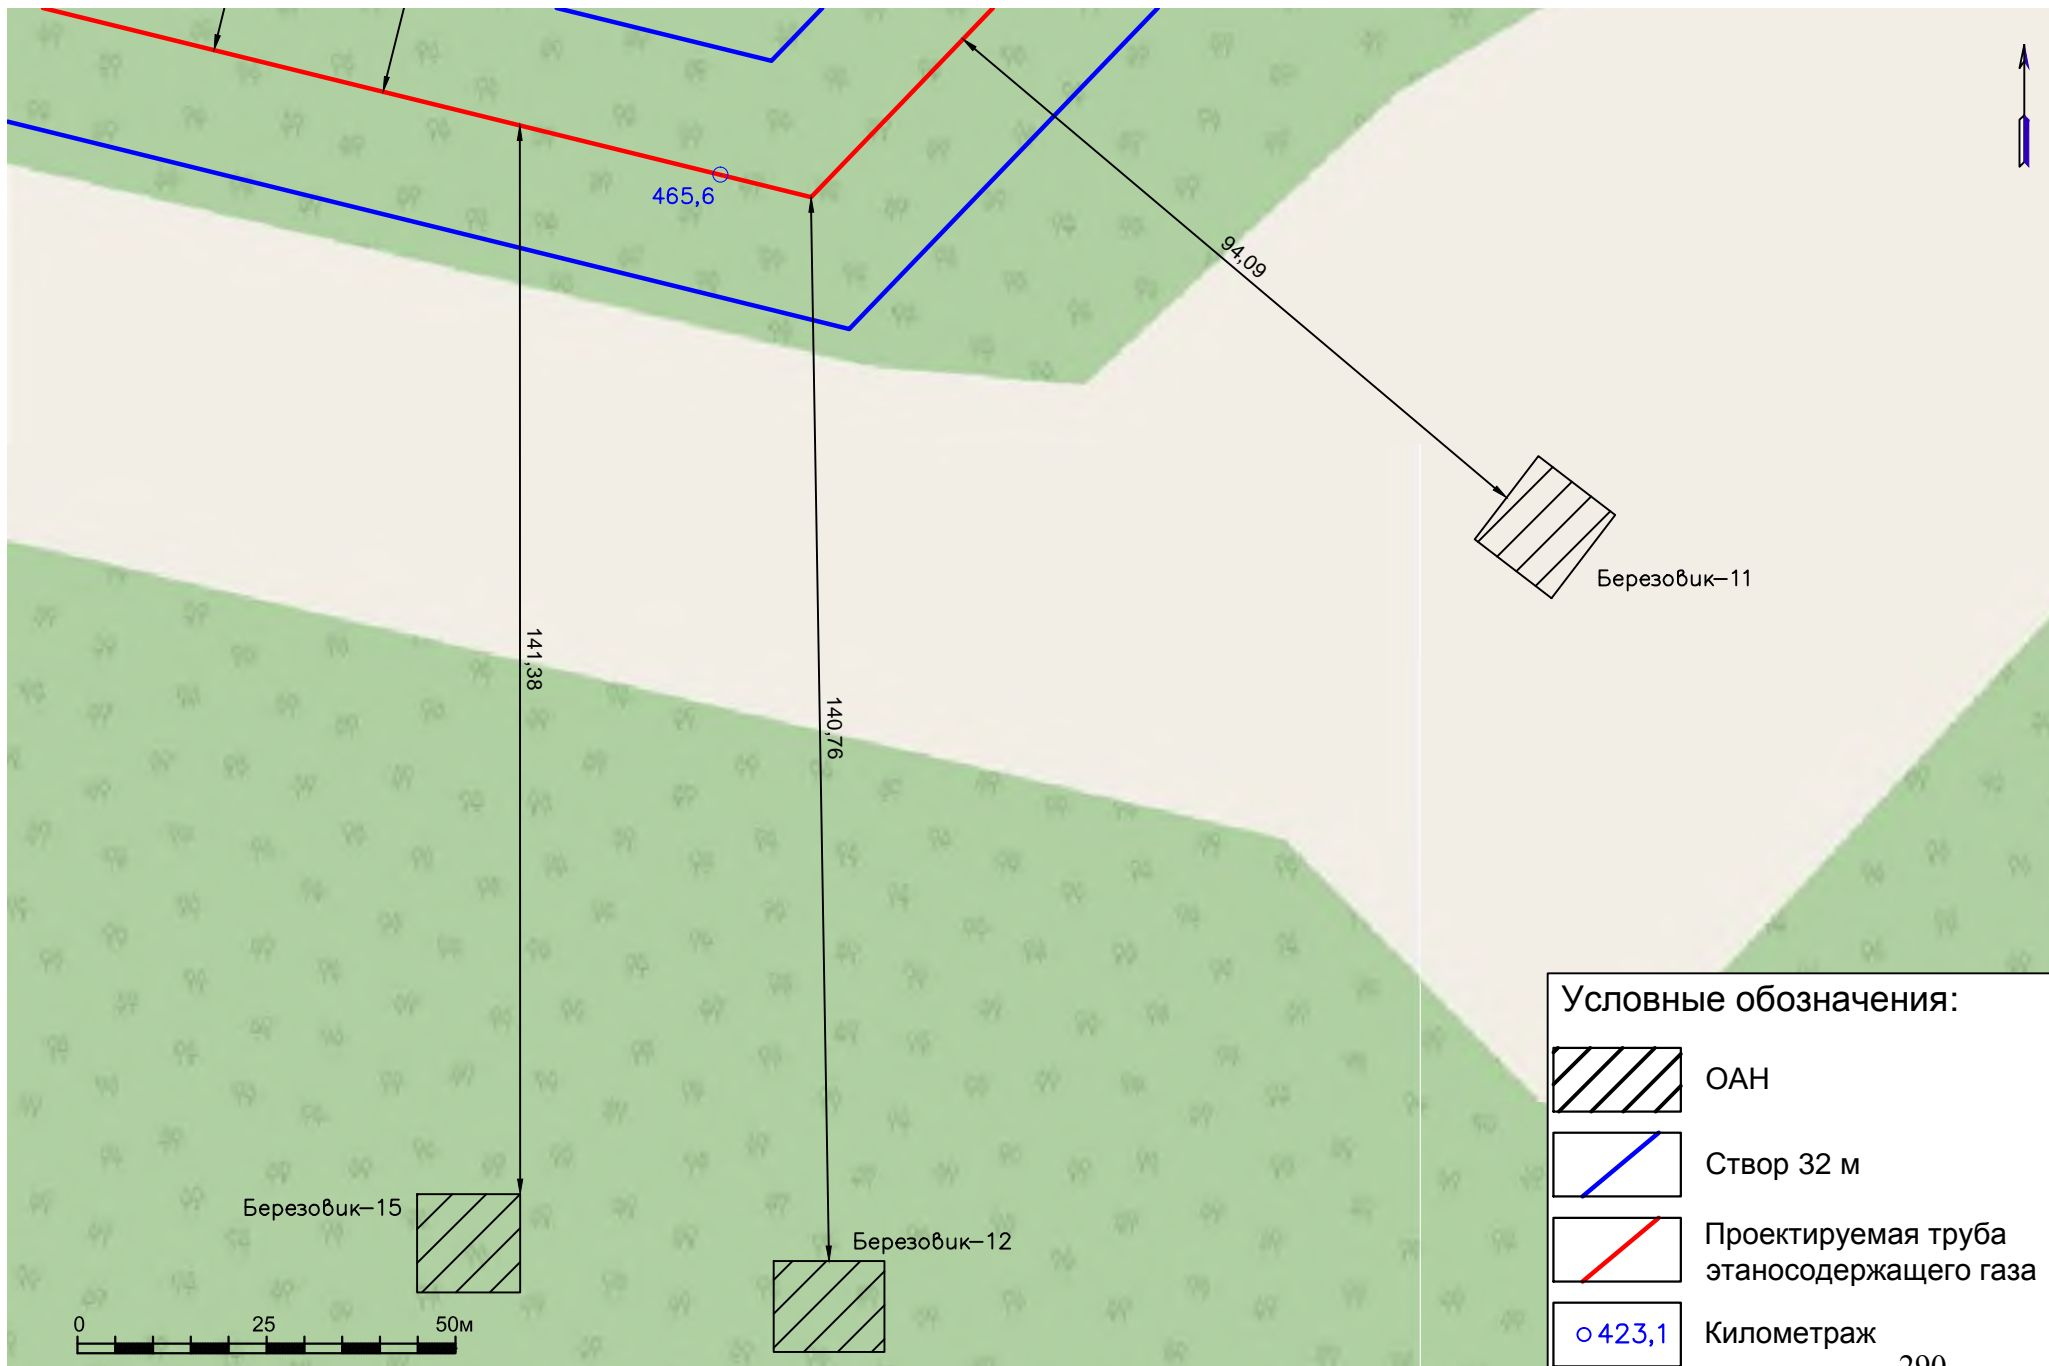 465,6
94,09
Березовик-11
141,38
140,76
Березовик-15
Березовик-12
0 25 50м
Условные обозначения:
ОАН
Створ 32 м
Проектируемая труба
этаносодержащего газа
423,1 Километраж
290